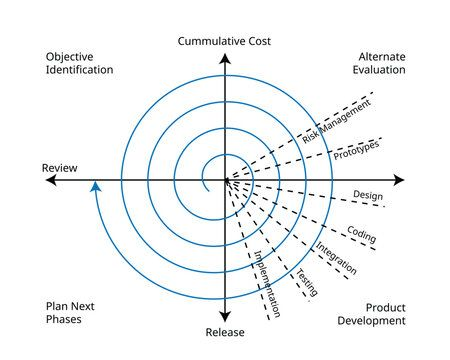 Cummulative Cost
Objective
Identification
Alternate
Evaluation
Risk Management
Prototypes
Review
Design
Coding
Integration
Testing
Implementation
Plan Next
Phases
Product
Development
Release